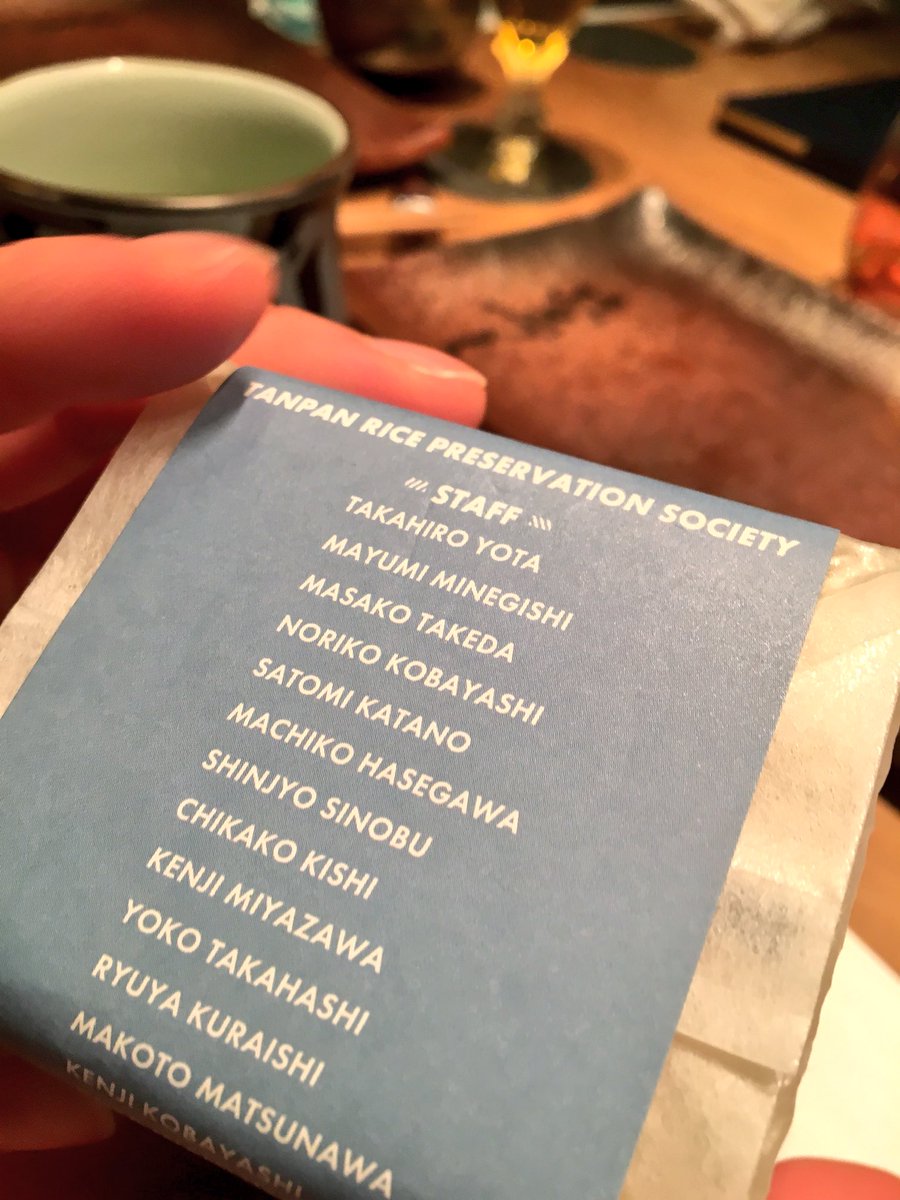 TANPAN RICE PRESERVATION SOCIETY
STAFF
TAKAHIRO YOTA
MAYUMI MINEGISHI
MASAKO TAKEDA
NORIKO KOBAYASHI
SATOMI KATANO
MACHIKO HASEGAWA
SHINJYO SINOBU
CHIKAKO KISHI
KENJI MIYAZAWA
YOKO TAKAHASHI
RYUYA KURAISHI
MAKOTO MATSUNAWA
KENJI KOBAYASHI